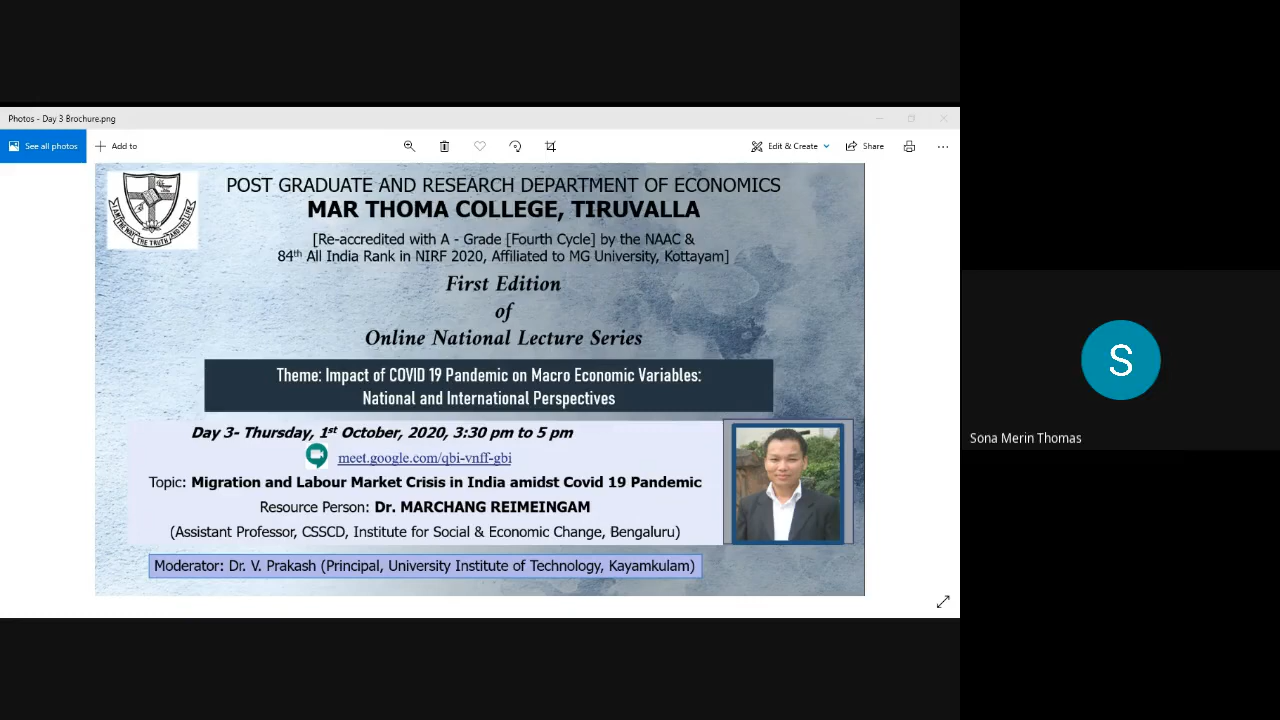 Photos - Day 3 Brochure.png
See all photos
Add to
Edit & Create
Share
POST GRADUATE AND RESEARCH DEPARTMENT OF ECONOMICS
MAR THOMA COLLEGE, TIRUVALLA
[Re-accredited with A - Grade [Fourth Cycle] by the NAAC &
84th All India Rank in NIRF 2020, Affiliated to MG University, Kottayam]
First Edition
of
Online National Lecture Series
Theme: Impact of COVID 19 Pandemic on Macro Economic Variables:
National and International Perspectives
Day 3- Thursday, 1st October, 2020, 3:30 pm to 5 pm
meet.google.com/qbi-vnff-gbi
Topic: Migration and Labour Market Crisis in India amidst Covid 19 Pandemic
Resource Person: Dr. MARCHANG REIMEINGAM
(Assistant Professor, CSSCD, Institute for Social & Economic Change, Bengaluru)
Moderator: Dr. V. Prakash (Principal, University Institute of Technology, Kayamkulam)
S
Sona Merin Thomas